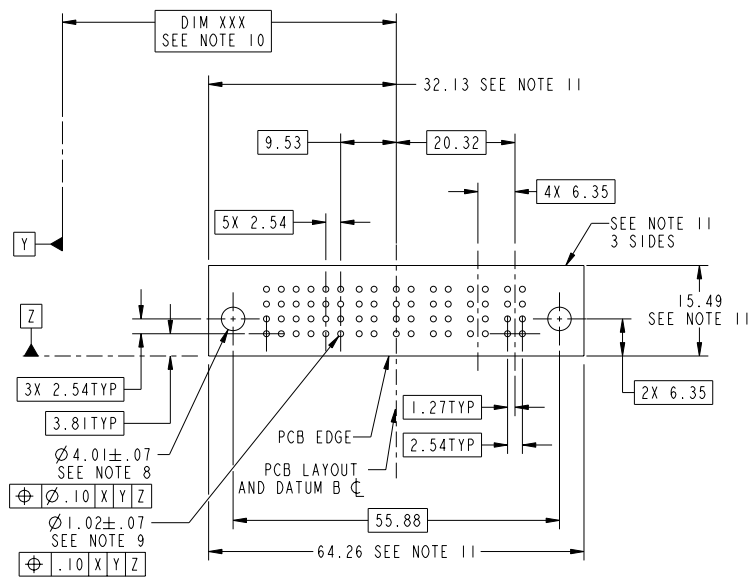 DIM XXX
SEE NOTE 10
32.13 SEE NOTE 11
9.53
20.32
4X 6.35
5X 2.54
SEE NOTE 11
3 SIDES
Y
Z
15.49
SEE NOTE 11
3X 2.54TYP
2X 6.35
3.81TYP
1.27TYP
2.54TYP
PCB EDGE
Ø4.01±.07
SEE NOTE 8
⌖ Ø.10 X Y Z
PCB LAYOUT
AND DATUM B ℄
Ø1.02±.07
SEE NOTE 9
⌖ .10 X Y Z
55.88
64.26 SEE NOTE 11